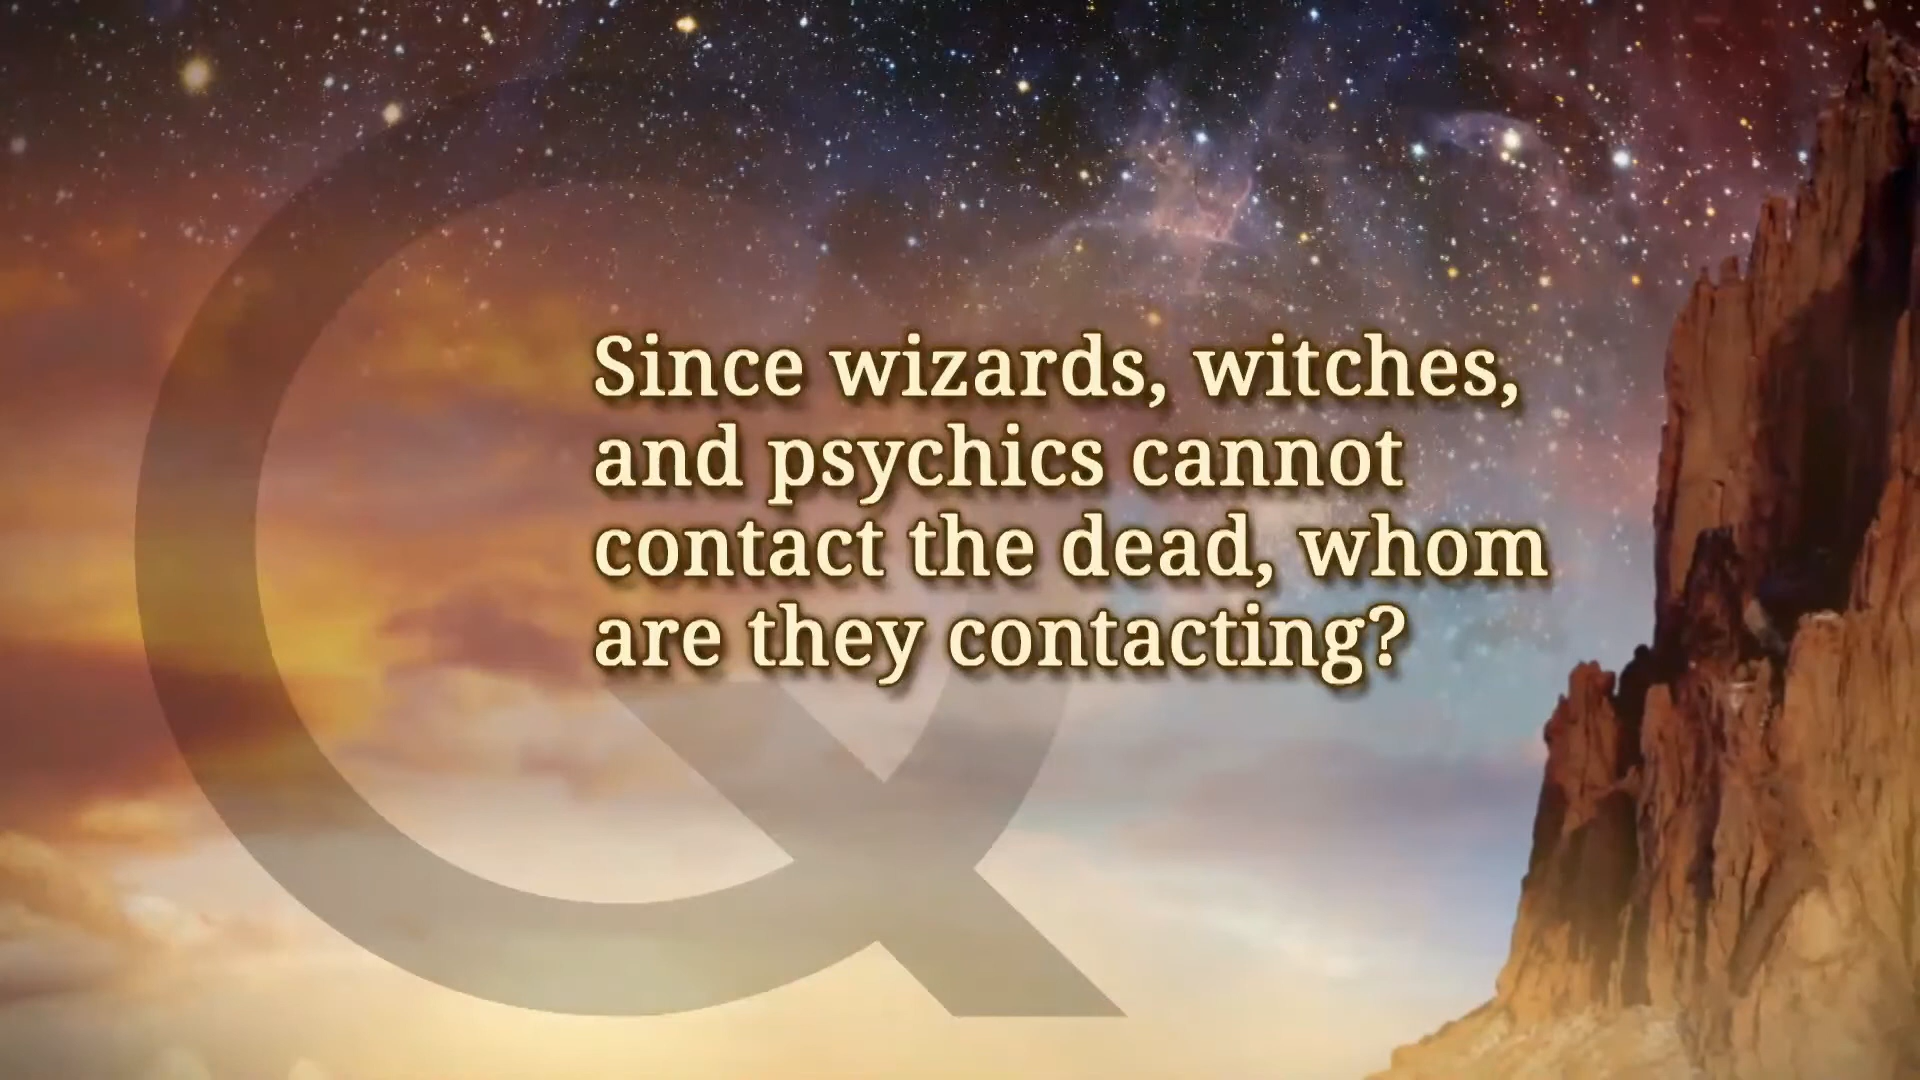 Since wizards, witches,
and psychics cannot
contact the dead, whom
are they contacting?
Q